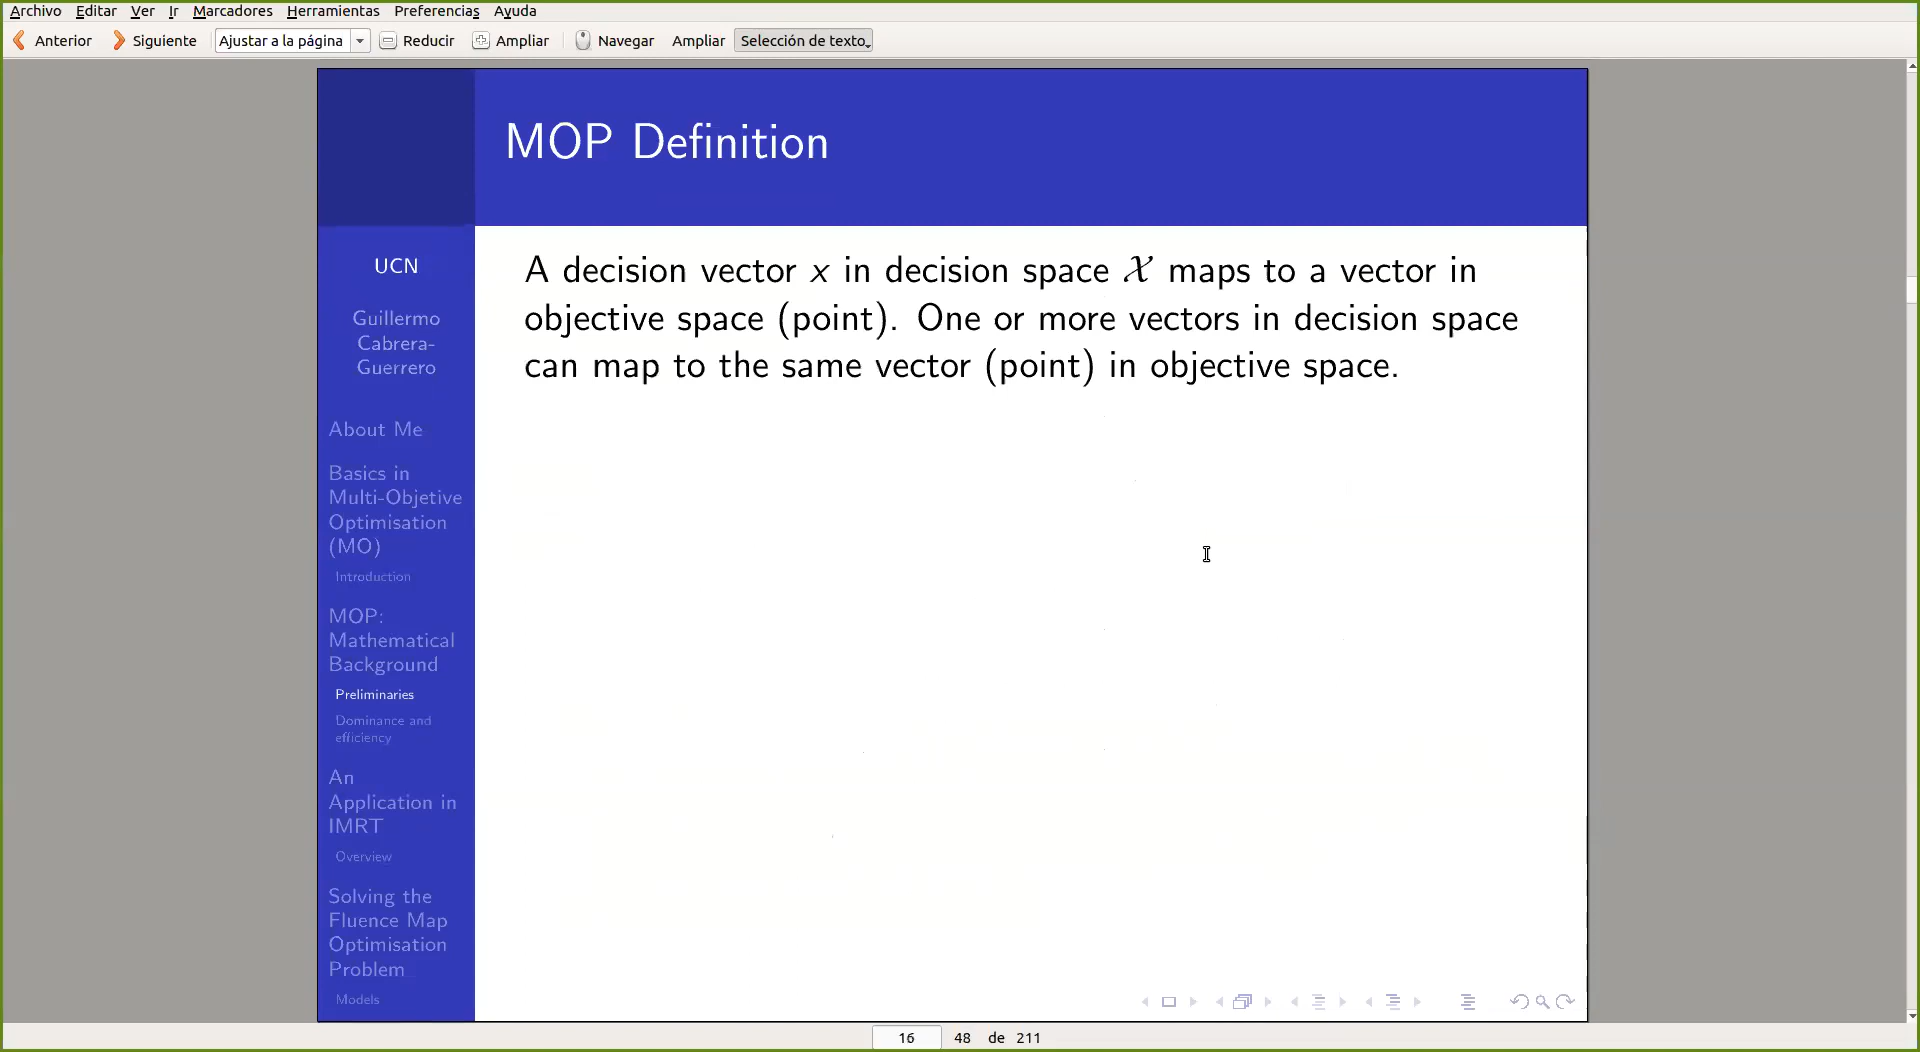 Archivo Editar Ver Ir Marcadores Herramientas Preferencias Ayuda
Anterior Siguiente Ajustar a la página Reducir Ampliar Navegar Ampliar Selección de texto
MOP Definition
UCN
Guillermo
Cabrera-
Guerrero
About Me
Basics in
Multi-Objetive
Optimisation
(MO)
Introduction
MOP:
Mathematical
Background
Preliminaries
Dominance and
efficiency
An
Application in
IMRT
Overview
Solving the
Fluence Map
Optimisation
Problem
Models
A decision vector x in decision space 𝒳 maps to a vector in
objective space (point). One or more vectors in decision space
can map to the same vector (point) in objective space.
16 48 de 211